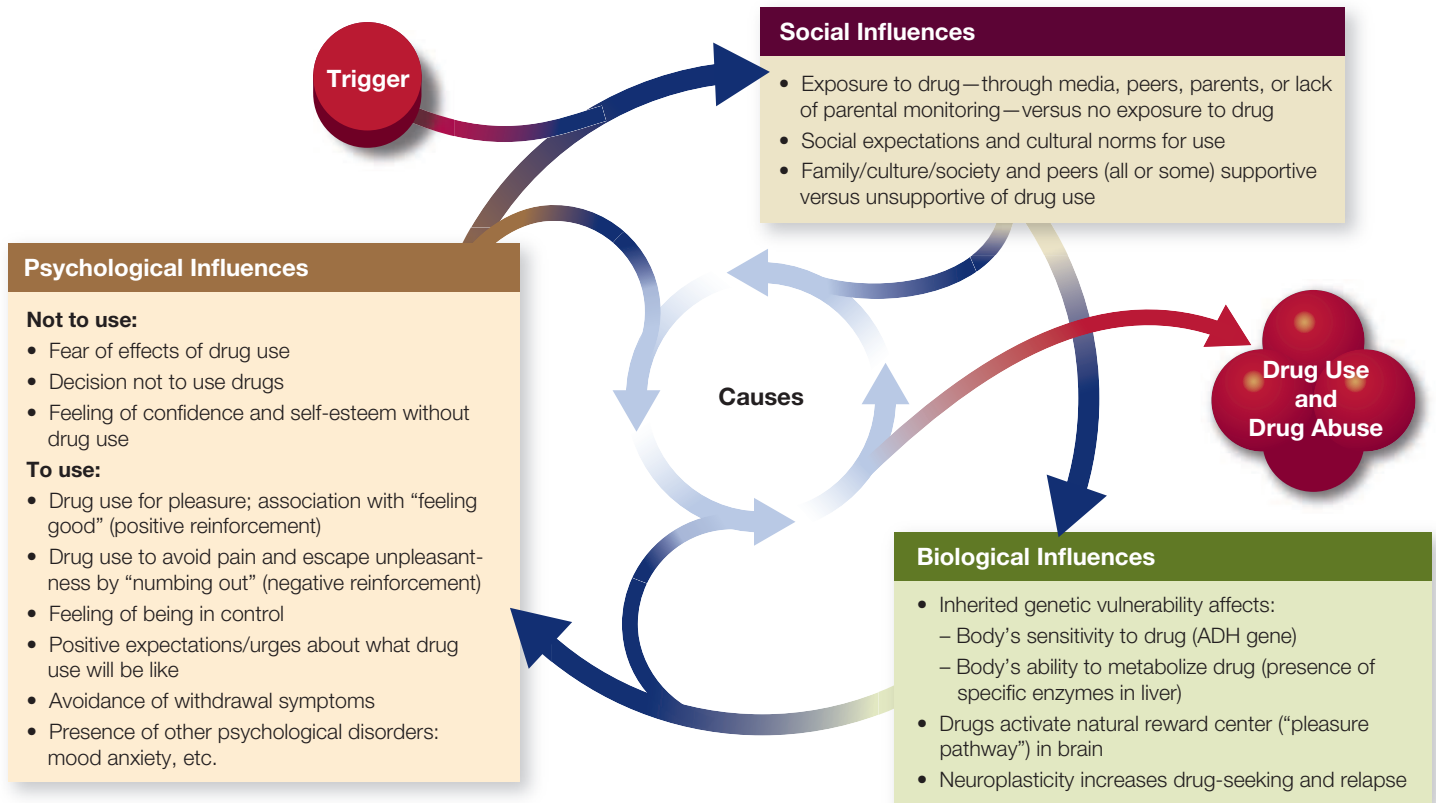 Trigger
Social Influences
• Exposure to drug—through media, peers, parents, or lack
of parental monitoring—versus no exposure to drug
• Social expectations and cultural norms for use
• Family/culture/society and peers (all or some) supportive
versus unsupportive of drug use
Psychological Influences
Not to use:
• Fear of effects of drug use
• Decision not to use drugs
• Feeling of confidence and self-esteem without
drug use
To use:
• Drug use for pleasure; association with “feeling
good” (positive reinforcement)
• Drug use to avoid pain and escape unpleasant-
ness by “numbing out” (negative reinforcement)
• Feeling of being in control
• Positive expectations/urges about what drug
use will be like
• Avoidance of withdrawal symptoms
• Presence of other psychological disorders:
mood anxiety, etc.
Causes
Drug Use
and
Drug Abuse
Biological Influences
• Inherited genetic vulnerability affects:
– Body’s sensitivity to drug (ADH gene)
– Body’s ability to metabolize drug (presence of
specific enzymes in liver)
• Drugs activate natural reward center (“pleasure
pathway”) in brain
• Neuroplasticity increases drug-seeking and relapse